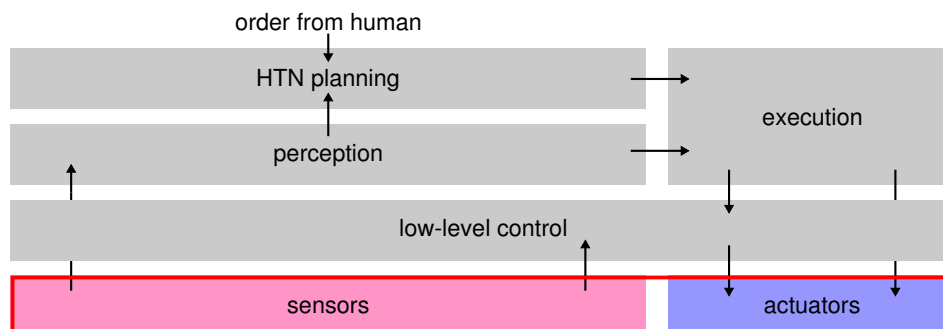 order from human
HTN planning
execution
perception
low-level control
sensors
actuators